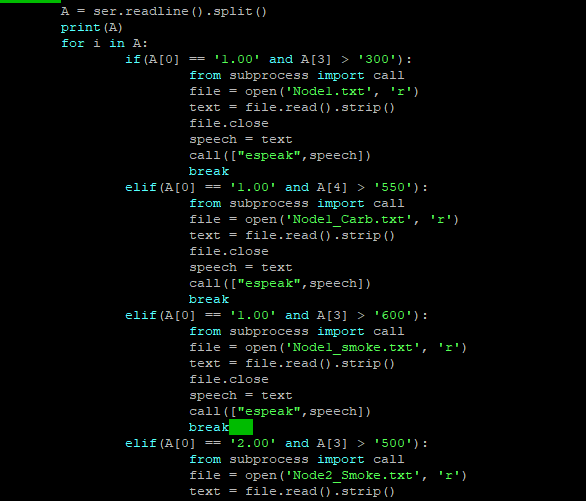 A = ser.readline().split()
print(A)
for i in A:
if(A[0] == '1.00' and A[3] > '300'):
from subprocess import call
file = open('Node1.txt', 'r')
text = file.read().strip()
file.close
speech = text
call(["espeak",speech])
break
elif(A[0] == '1.00' and A[4] > '550'):
from subprocess import call
file = open('Node1_Carb.txt', 'r')
text = file.read().strip()
file.close
speech = text
call(["espeak",speech])
break
elif(A[0] == '1.00' and A[3] > '600'):
from subprocess import call
file = open('Node1_smoke.txt', 'r')
text = file.read().strip()
file.close
speech = text
call(["espeak",speech])
break
elif(A[0] == '2.00' and A[3] > '500'):
from subprocess import call
file = open('Node2_Smoke.txt', 'r')
text = file.read().strip()